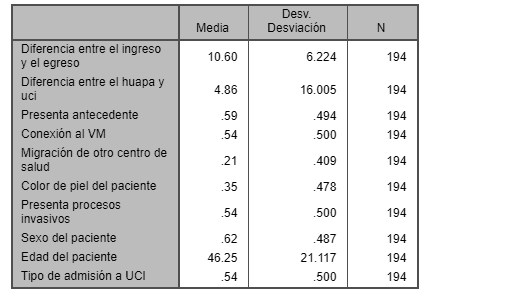 Media Desv. Desviación N
Diferencia entre el ingreso y el egreso 10.60 6.224 194
Diferencia entre el huapa y uci 4.86 16.005 194
Presenta antecedente .59 .494 194
Conexión al VM .54 .500 194
Migración de otro centro de salud .21 .409 194
Color de piel del paciente .35 .478 194
Presenta procesos invasivos .54 .500 194
Sexo del paciente .62 .487 194
Edad del paciente 46.25 21.117 194
Tipo de admisión a UCI .54 .500 194